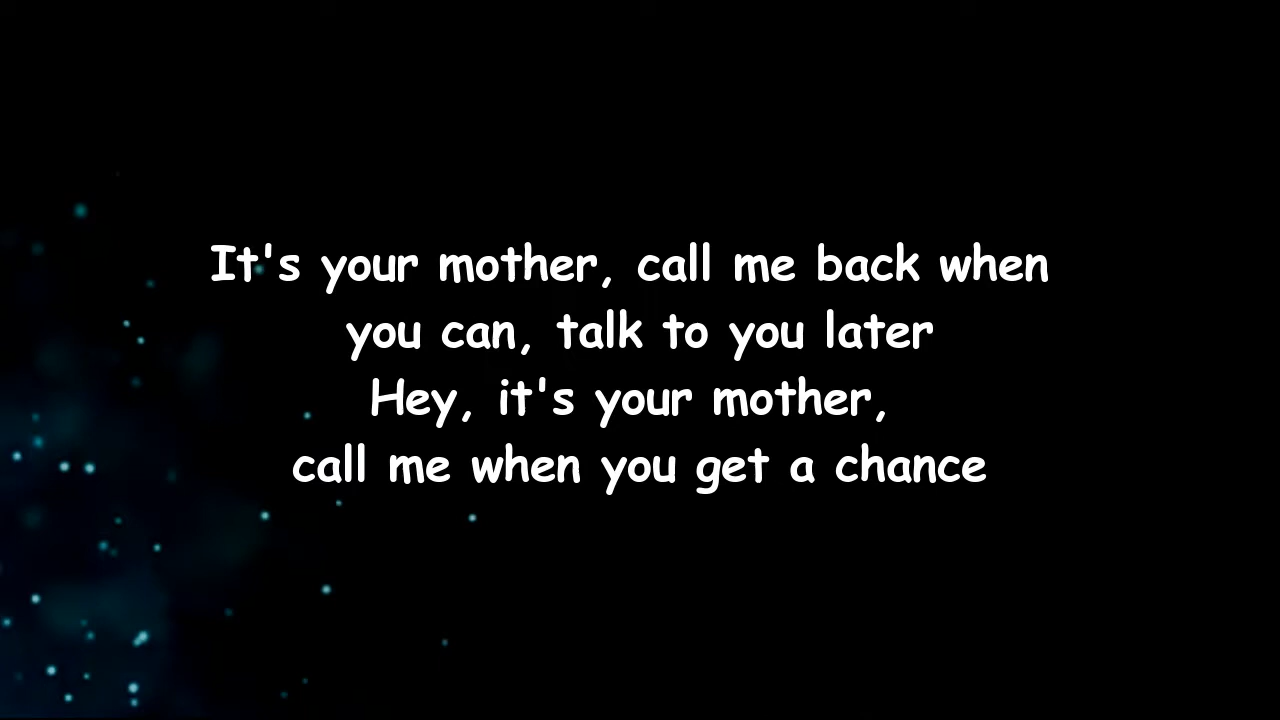 It's your mother, call me back when
you can, talk to you later
Hey, it's your mother,
call me when you get a chance